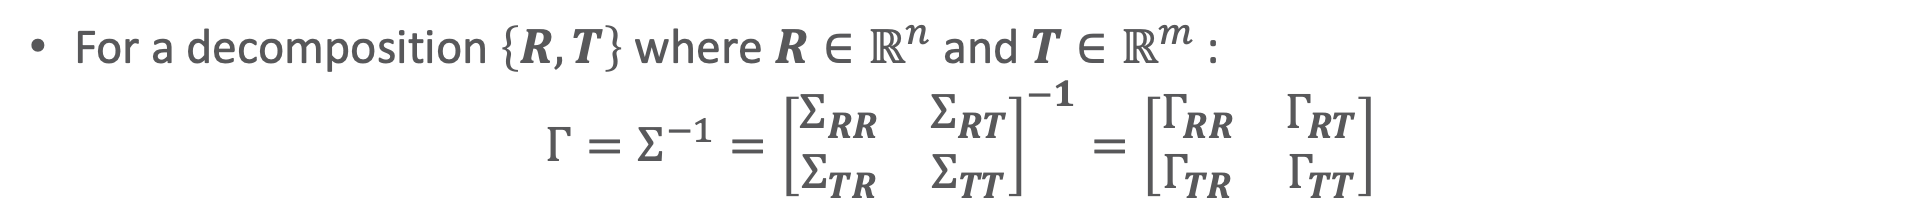 • For a decomposition {𝑹, 𝑻} where 𝑹 ∈ ℝⁿ and 𝑻 ∈ ℝᵐ :
Γ = Σ⁻¹ = [Σ_𝑹𝑹 Σ_𝑹𝑻; Σ_𝑻𝑹 Σ_𝑻𝑻]⁻¹ = [Γ_𝑹𝑹 Γ_𝑹𝑻; Γ_𝑻𝑹 Γ_𝑻𝑻]